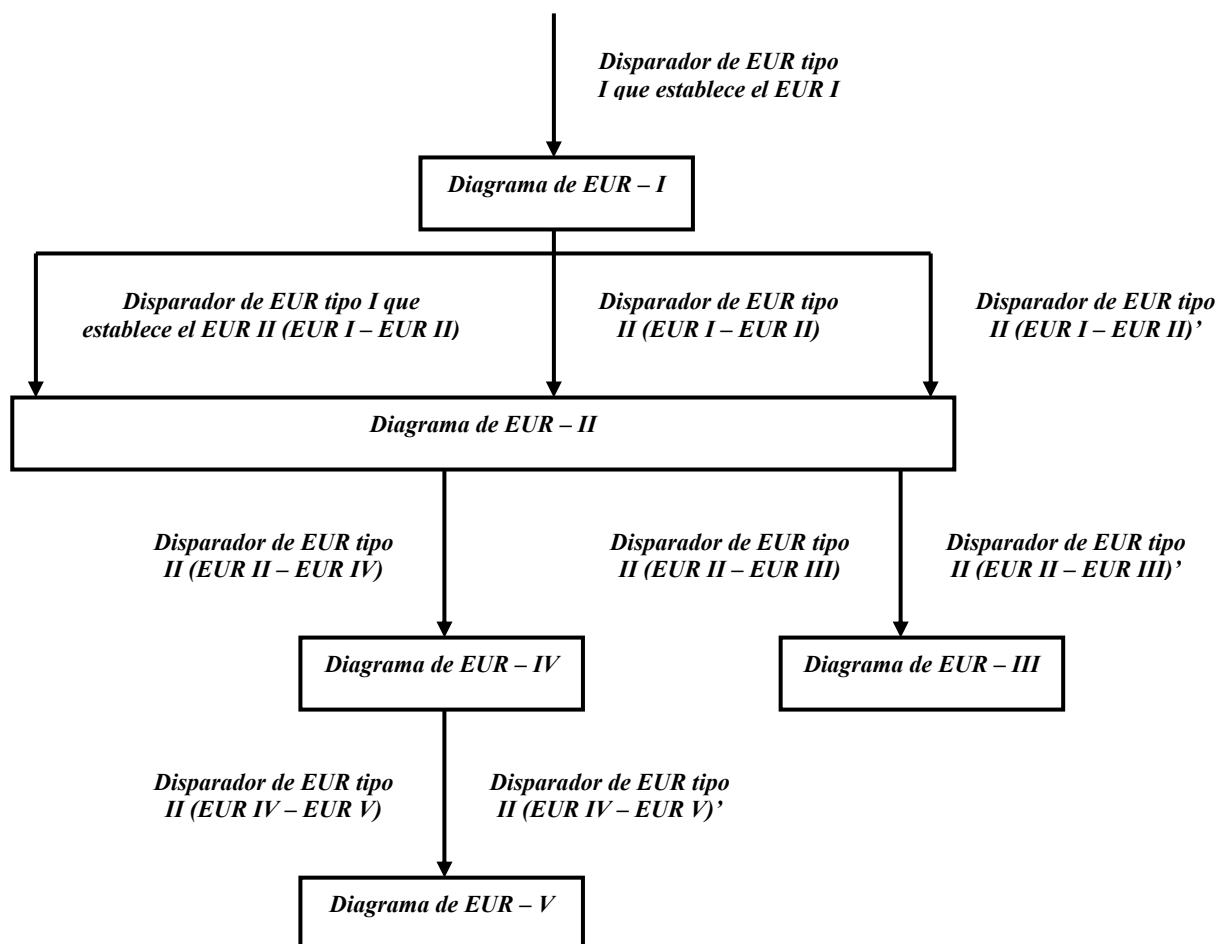 Disparador de EUR tipo
I que establece el EUR I
Diagrama de EUR – I
Disparador de EUR tipo I que
establece el EUR II (EUR I – EUR II)
Disparador de EUR tipo
II (EUR I – EUR II)
Disparador de EUR tipo
II (EUR I – EUR II)’
Diagrama de EUR – II
Disparador de EUR tipo
II (EUR II – EUR IV)
Disparador de EUR tipo
II (EUR II – EUR III)
Disparador de EUR tipo
II (EUR II – EUR III)’
Diagrama de EUR – IV
Diagrama de EUR – III
Disparador de EUR tipo
II (EUR IV – EUR V)
Disparador de EUR tipo
II (EUR IV – EUR V)’
Diagrama de EUR – V